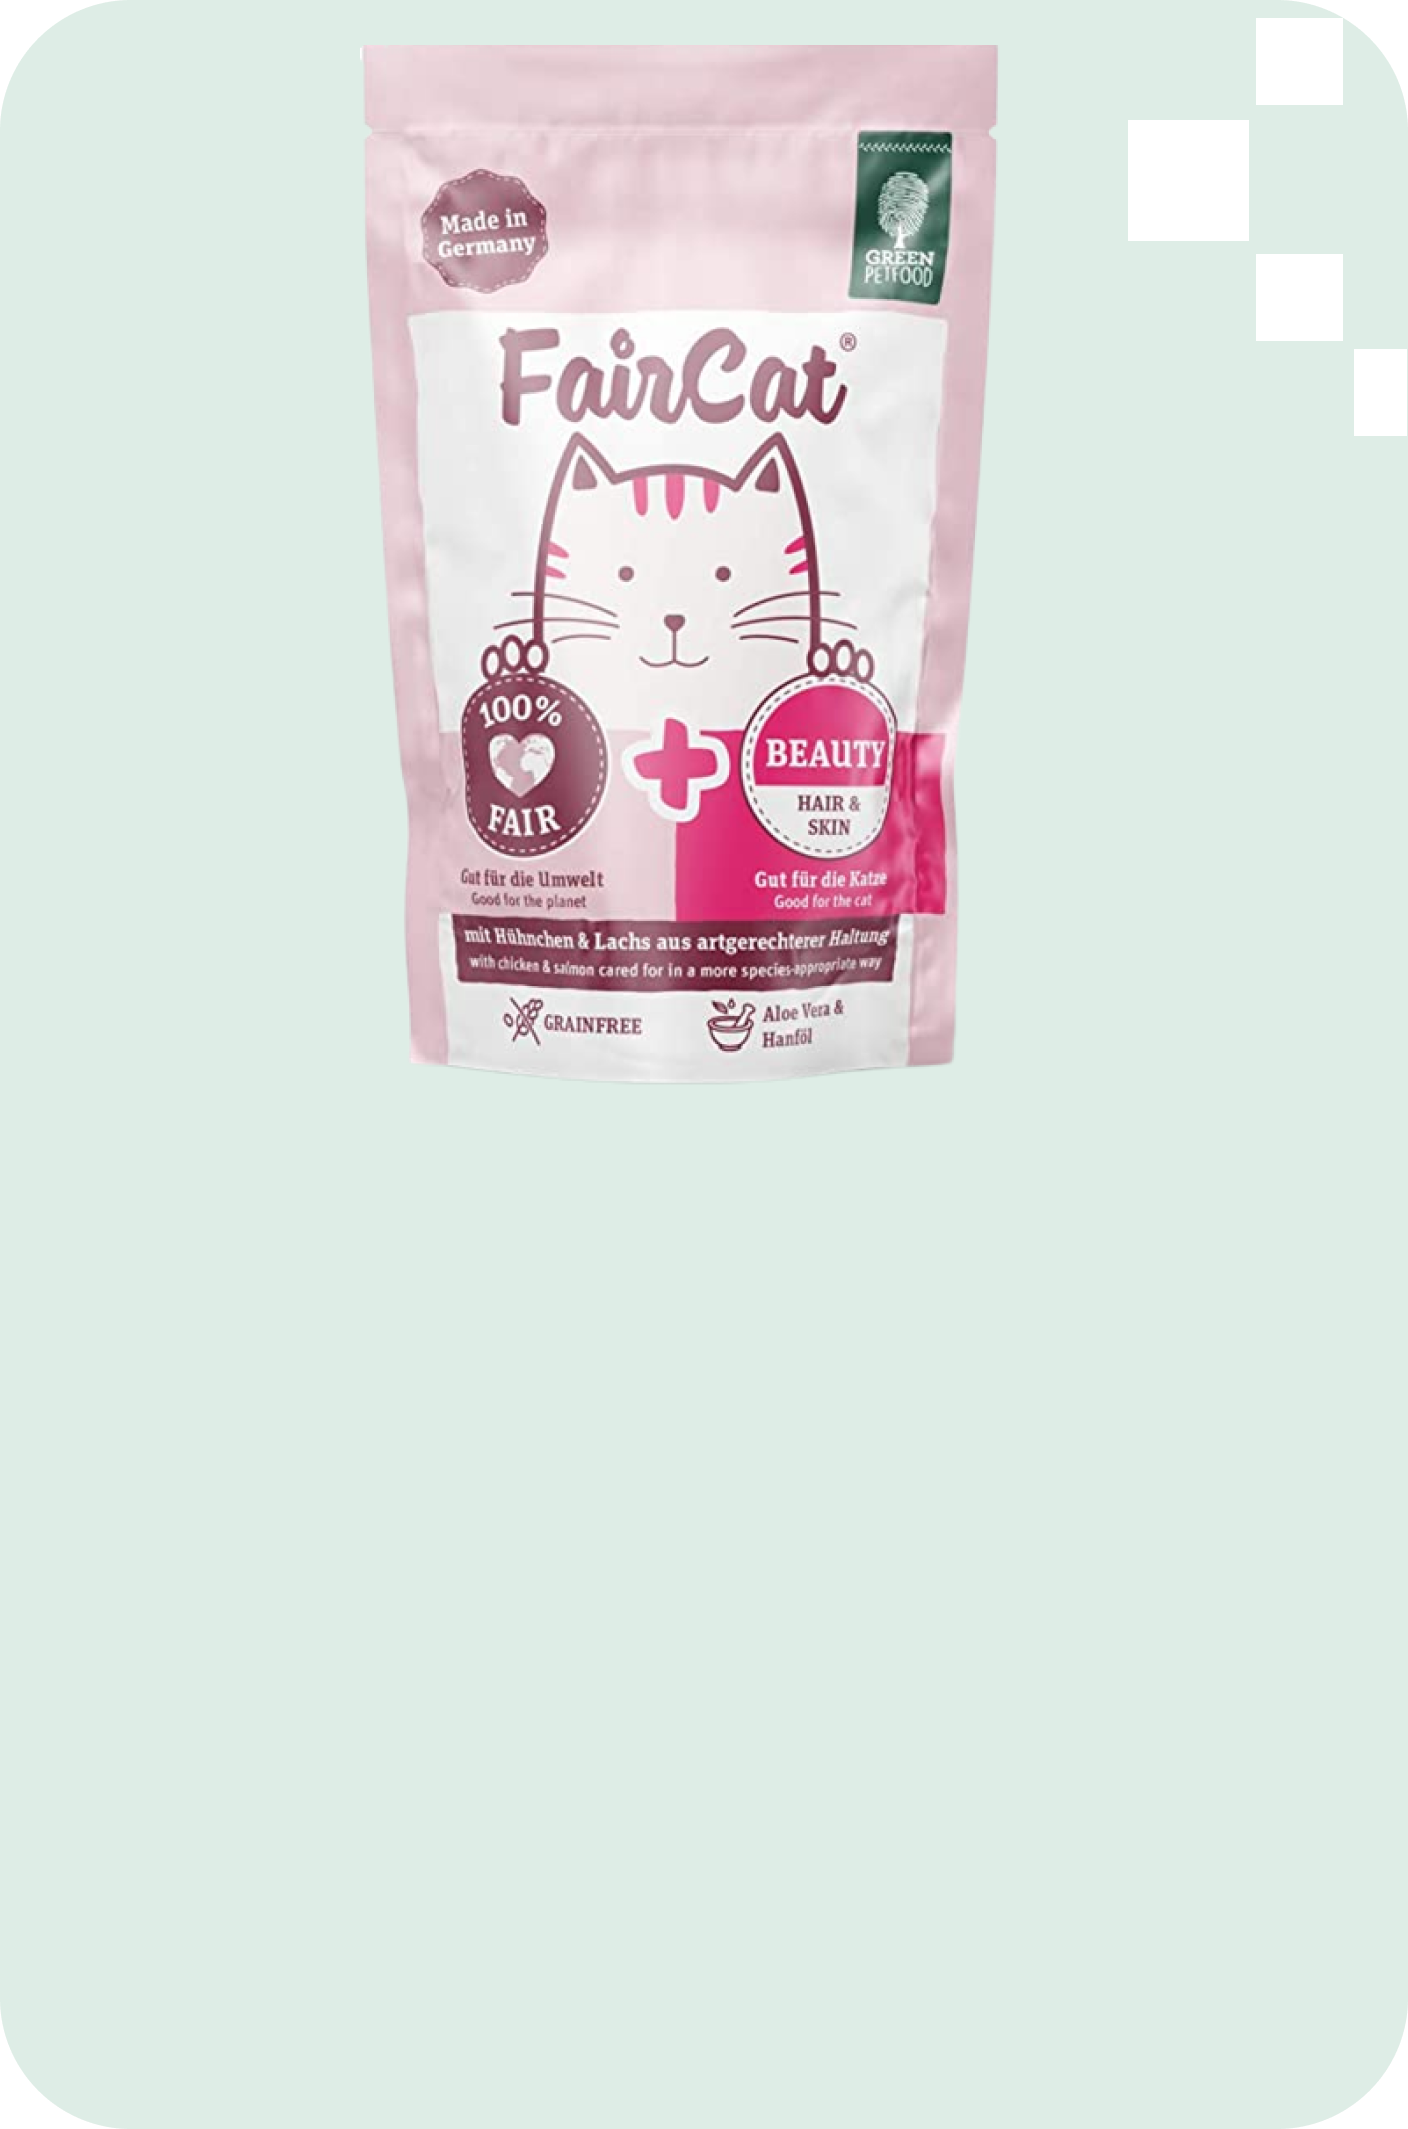 Made in
Germany
GREEN
PETFOOD
FairCat®
100%
FAIR
BEAUTY
HAIR &
SKIN
Gut für die Umwelt
Good for the planet
Gut für die Katze
Good for the cat
mit Hühnchen & Lachs aus artgerechterer Haltung
with chicken & salmon cared for in a more species-appropriate way
GRAINFREE
Aloe Vera &
Hanföl